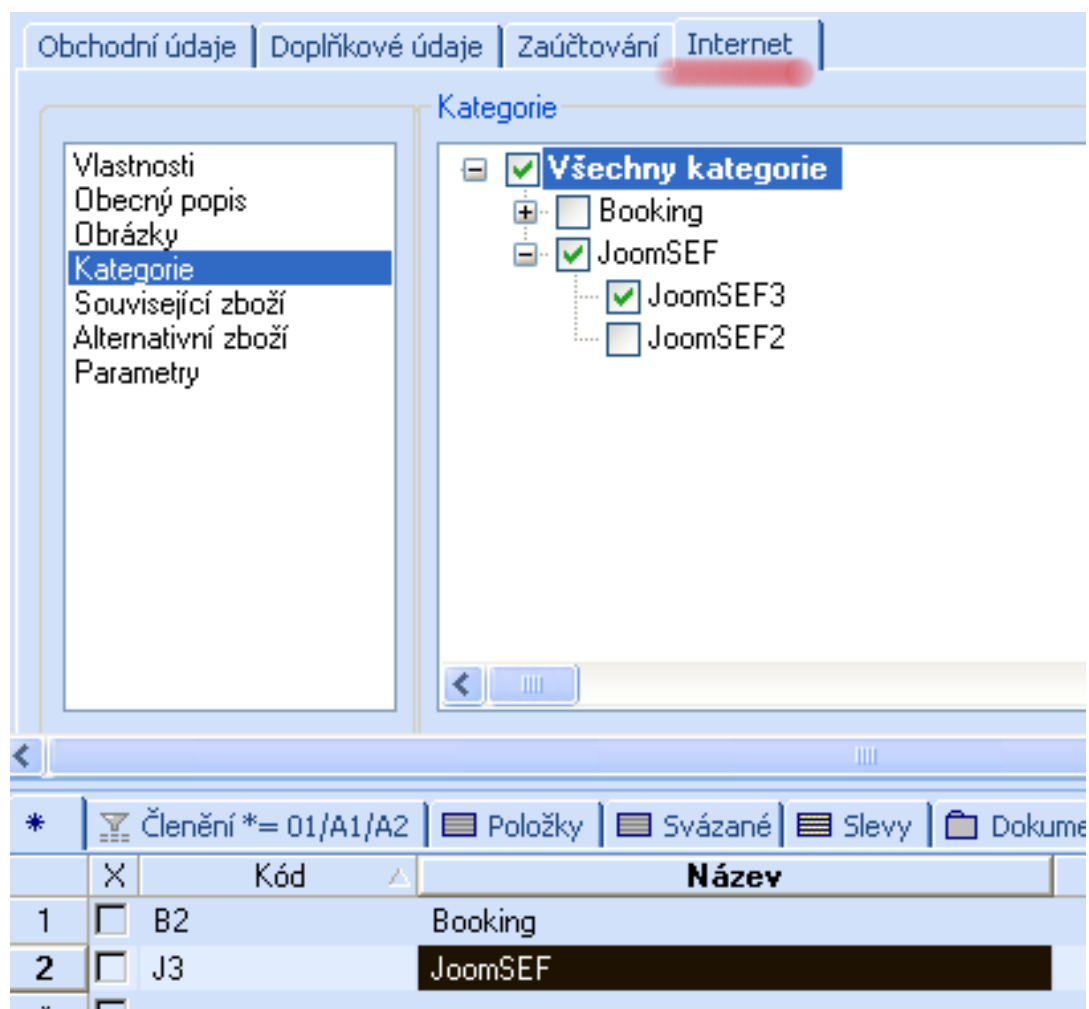 Obchodní údaje Doplňkové údaje Zaúčtování Internet
Kategorie
Vlastnosti
Obecný popis
Obrázky
Kategorie
Související zboží
Alternativní zboží
Parametry
Všechny kategorie
Booking
JoomSEF
JoomSEF3
JoomSEF2
* Členění *= 01/A1/A2 Položky Svázané Slevy Dokume
X Kód Název
1 B2 Booking
2 J3 JoomSEF